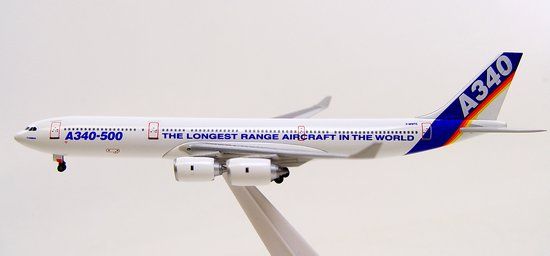 A340-500
THE LONGEST RANGE AIRCRAFT IN THE WORLD
A340